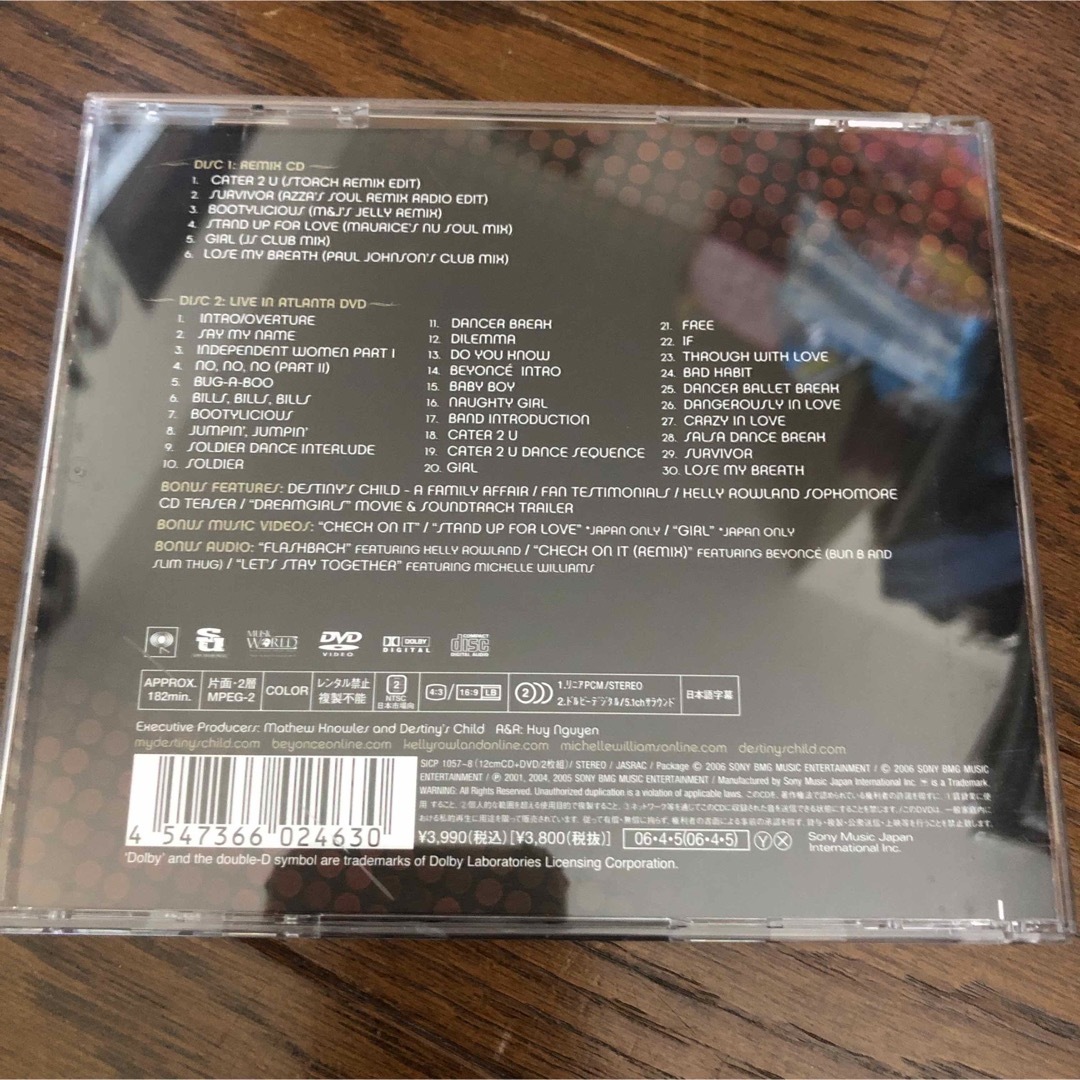 DISC 1: REMIX CD
1. CATER 2 U (STORCH REMIX EDIT)
2. SURVIVOR (AZZA'S SOUL REMIX RADIO EDIT)
3. BOOTYLICIOUS (M&J'S JELLY REMIX)
4. STAND UP FOR LOVE (MAURICE'S NU SOUL MIX)
5. GIRL (JS CLUB MIX)
6. LOSE MY BREATH (PAUL JOHNSON'S CLUB MIX)
DISC 2: LIVE IN ATLANTA DVD
1. INTRO/OVERTURE
2. SAY MY NAME
3. INDEPENDENT WOMEN PART I
4. NO, NO, NO (PART II)
5. BUG-A-BOO
6. BILLS, BILLS, BILLS
7. BOOTYLICIOUS
8. JUMPIN', JUMPIN'
9. SOLDIER DANCE INTERLUDE
10. SOLDIER
11. DANCER BREAK
12. DILEMMA
13. DO YOU KNOW
14. BEYONCÉ INTRO
15. BABY BOY
16. NAUGHTY GIRL
17. BAND INTRODUCTION
18. CATER 2 U
19. CATER 2 U DANCE SEQUENCE
20. GIRL
21. FREE
22. IF
23. THROUGH WITH LOVE
24. BAD HABIT
25. DANCER BALLET BREAK
26. DANGEROUSLY IN LOVE
27. CRAZY IN LOVE
28. SALSA DANCE BREAK
29. SURVIVOR
30. LOSE MY BREATH
BONUS FEATURES: DESTINY'S CHILD - A FAMILY AFFAIR / FAN TESTIMONIALS / KELLY ROWLAND SOPHOMORE
CD TEASER / "DREAMGIRLS" MOVIE & SOUNDTRACK TRAILER
BONUS MUSIC VIDEOS: "CHECK ON IT" / "STAND UP FOR LOVE" *JAPAN ONLY / "GIRL" *JAPAN ONLY
BONUS AUDIO: "FLASHBACK" FEATURING KELLY ROWLAND / "CHECK ON IT (REMIX)" FEATURING BEYONCÉ (BUN B AND
SLIM THUG) / "LET'S STAY TOGETHER" FEATURING MICHELLE WILLIAMS
SU MUSIC WORLD DVD VIDEO DOLBY DIGITAL COMPACT disc DIGITAL AUDIO
APPROX. 182min. 片面・2層 MPEG-2 COLOR レンタル禁止 複製不能 2 NTSC 日本市場向 4:3 / 16:9 LB 2 1.リニアPCM/STEREO 日本語字幕
2.ドルビーデジタル/5.1chサラウンド
Executive Producers: Mathew Knowles and Destiny's Child A&R: Huy Nguyen
mydestinyschild.com beyonceonline.com kellyrowlandonline.com michellewilliamsonline.com destinyschild.com
SICP 1057~8 (12cmCD+DVD/2枚組)/ STEREO / JASRAC / Package Ⓟ 2006 SONY BMG MUSIC ENTERTAINMENT / Ⓒ 2006 SONY BMG MUSIC
ENTERTAINMENT / Ⓟ 2001, 2004, 2005 SONY BMG MUSIC ENTERTAINMENT / Manufactured by Sony Music Japan International Inc. is a Trademark.
WARNING: All Rights Reserved. Unauthorized duplication is a violation of applicable laws.
4 547366 024630
¥3,990(税込) [¥3,800(税抜)] 06・4・5(06・4・5) Y X Sony Music Japan
International Inc.
'Dolby' and the double-D symbol are trademarks of Dolby Laboratories Licensing Corporation.